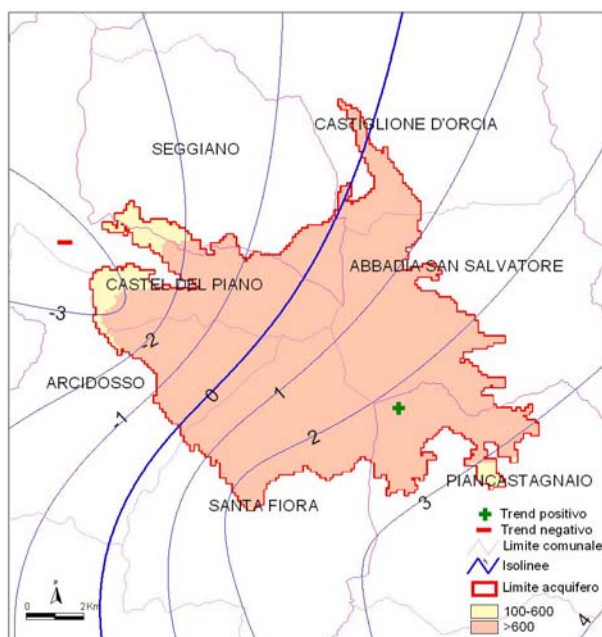 CASTIGLIONE D'ORCIA
SEGGIANO
ABBADIA SAN SALVATORE
CASTEL DEL PIANO
-3
-2
ARCIDOSSO
-1
0
1
2
SANTA FIORA
PIANCASTAGNAIO
3
4
Trend positivo
Trend negativo
Limite comunale
Isolinee
Limite acquifero
100-600
>600
0 2 Km